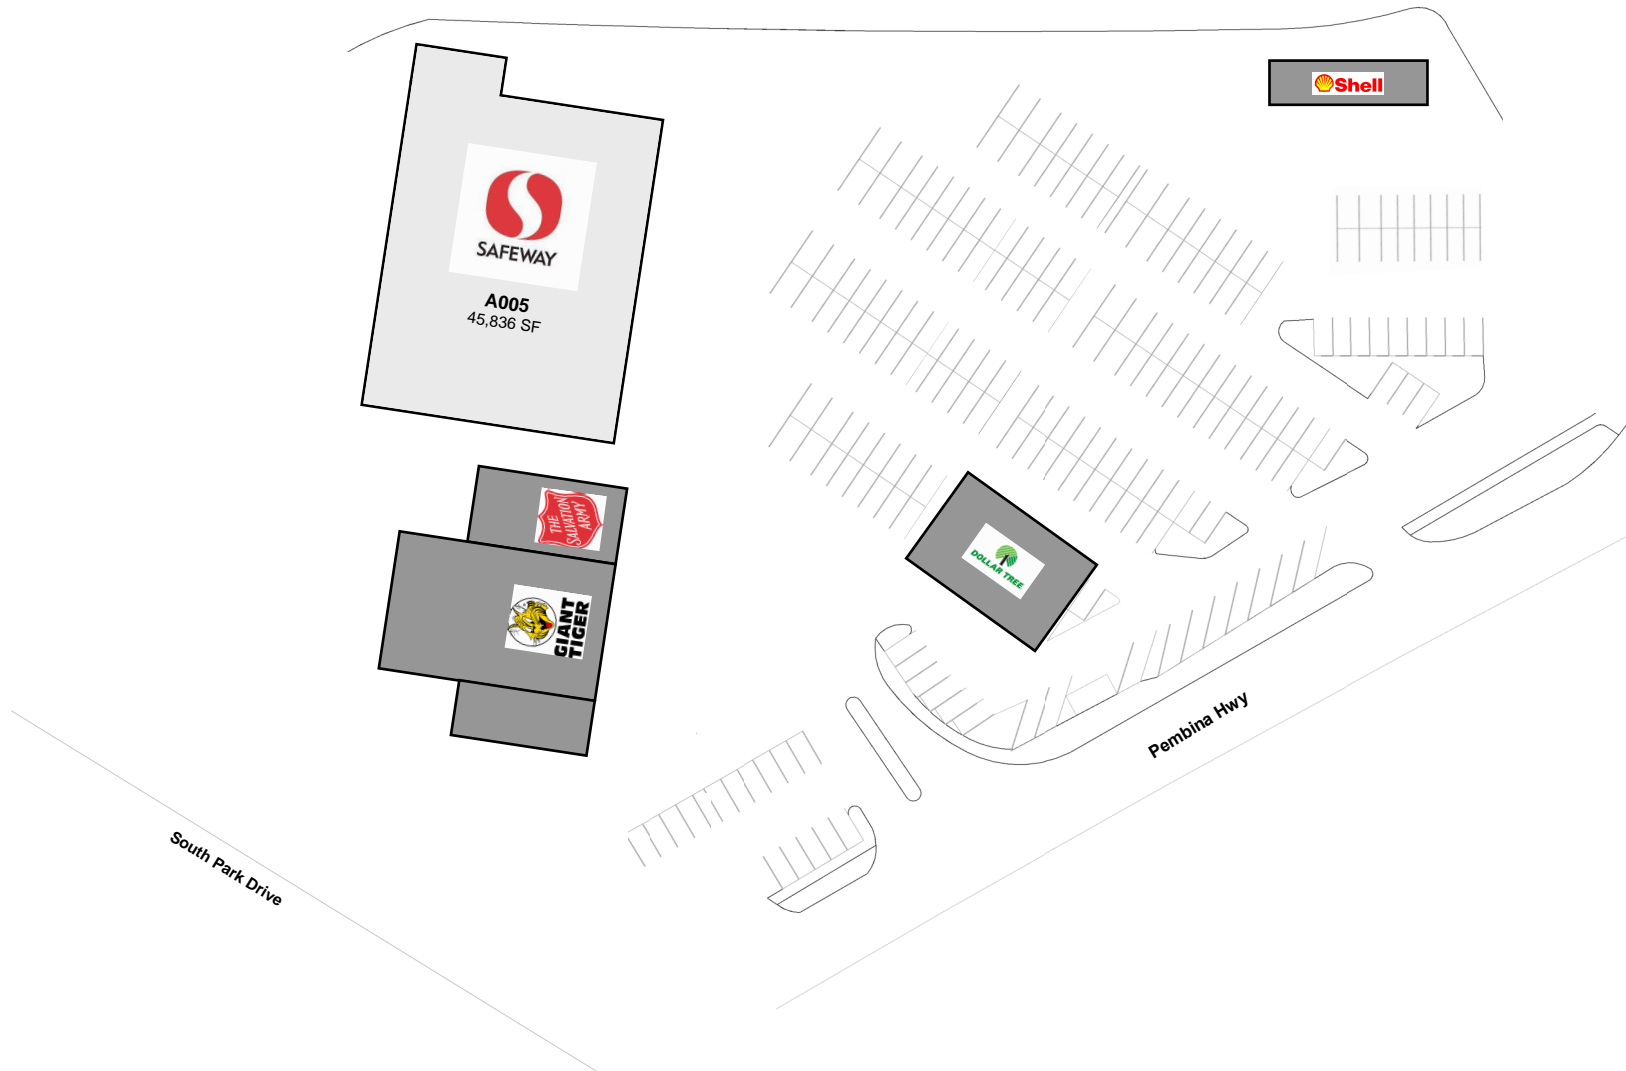 Shell
SAFEWAY
A005
45,836 SF
THE
SALVATION
ARMY
DOLLAR TREE
GIANT
TIGER
Pembina Hwy
South Park Drive